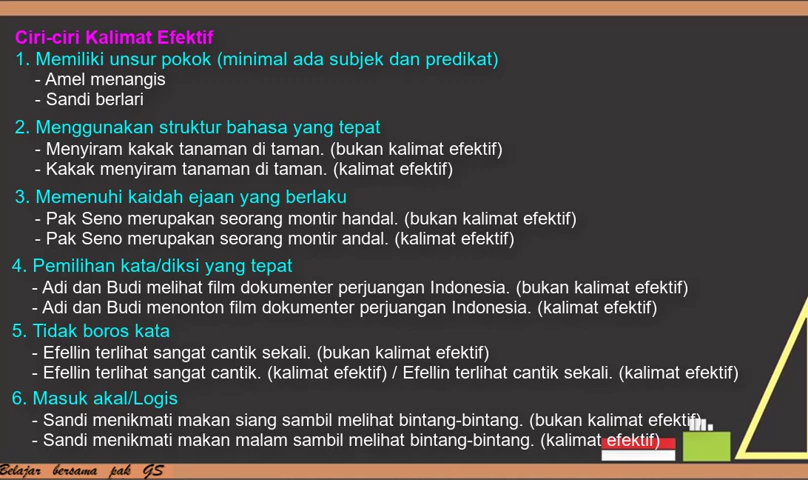 Ciri-ciri Kalimat Efektif
1. Memiliki unsur pokok (minimal ada subjek dan predikat)
- Amel menangis
- Sandi berlari
2. Menggunakan struktur bahasa yang tepat
- Menyiram kakak tanaman di taman. (bukan kalimat efektif)
- Kakak menyiram tanaman di taman. (kalimat efektif)
3. Memenuhi kaidah ejaan yang berlaku
- Pak Seno merupakan seorang montir handal. (bukan kalimat efektif)
- Pak Seno merupakan seorang montir andal. (kalimat efektif)
4. Pemilihan kata/diksi yang tepat
- Adi dan Budi melihat film dokumenter perjuangan Indonesia. (bukan kalimat efektif)
- Adi dan Budi menonton film dokumenter perjuangan Indonesia. (kalimat efektif)
5. Tidak boros kata
- Efellin terlihat sangat cantik sekali. (bukan kalimat efektif)
- Efellin terlihat sangat cantik. (kalimat efektif) / Efellin terlihat cantik sekali. (kalimat efektif)
6. Masuk akal/Logis
- Sandi menikmati makan siang sambil melihat bintang-bintang. (bukan kalimat efektif)
- Sandi menikmati makan malam sambil melihat bintang-bintang. (kalimat efektif)
Belajar bersama pak GS